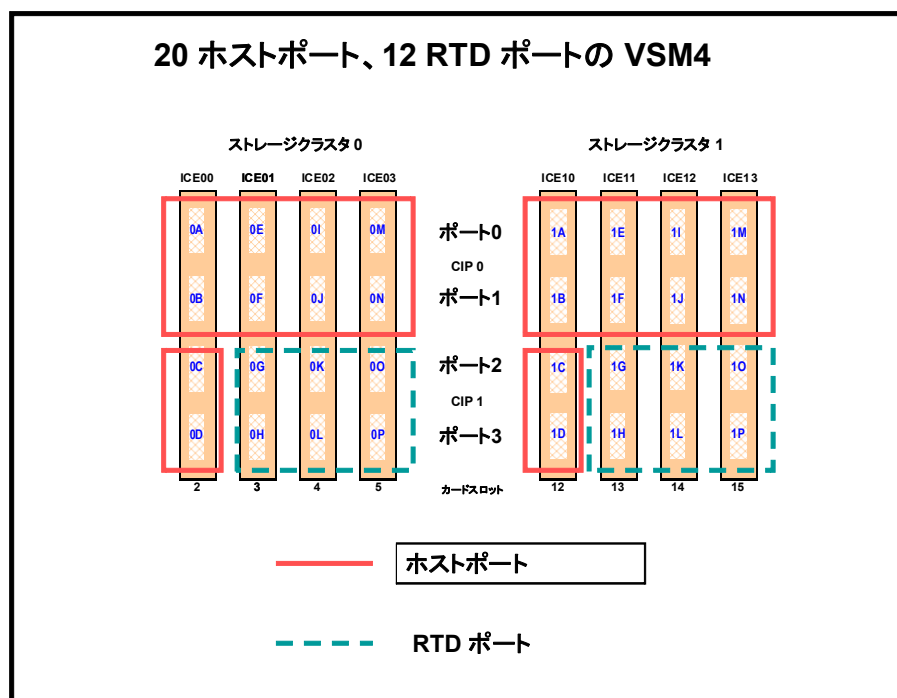 20 ホストポート、12 RTD ポートの VSM4
ストレージクラスタ 0 ストレージクラスタ 1
ICE00 ICE01 ICE02 ICE03 ICE10 ICE11 ICE12 ICE13
0A 0E 0I 0M ポート0 1A 1E 1I 1M
CIP 0
0B 0F 0J 0N ポート1 1B 1F 1J 1N
0C 0G 0K 0O ポート2 1C 1G 1K 1O
CIP 1
0D 0H 0L 0P ポート3 1D 1H 1L 1P
2 3 4 5 カードスロット 12 13 14 15
ホストポート
RTD ポート